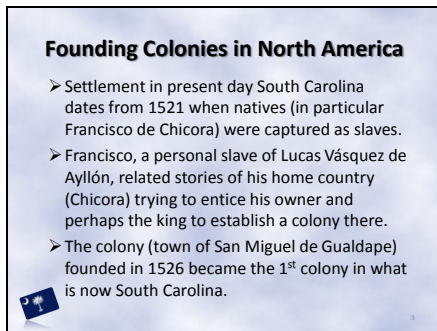 Founding Colonies in North America
➢ Settlement in present day South Carolina
dates from 1521 when natives (in particular
Francisco de Chicora) were captured as slaves.
➢ Francisco, a personal slave of Lucas Vásquez de
Ayllón, related stories of his home country
(Chicora) trying to entice his owner and
perhaps the king to establish a colony there.
➢ The colony (town of San Miguel de Gualdape)
founded in 1526 became the 1st colony in what
is now South Carolina.
3